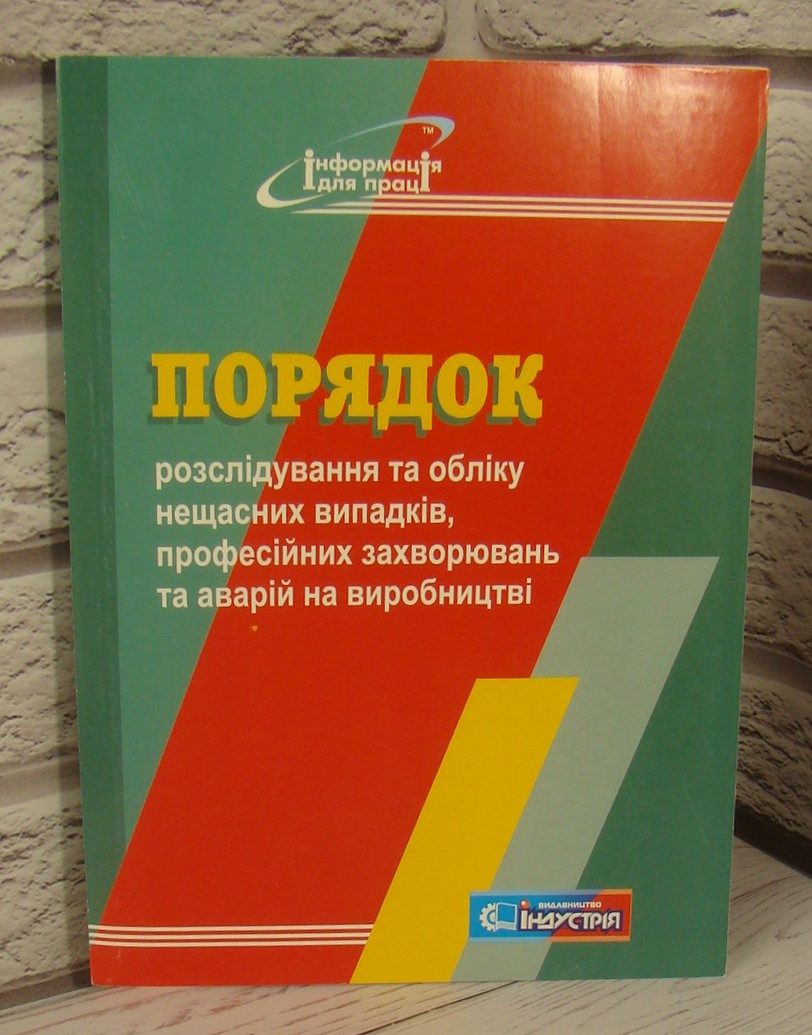 ™
інформація
для праці
ПОРЯДОК
розслідування та обліку
нещасних випадків,
професійних захворювань
та аварій на виробництві
ВИДАВНИЦТВО
ІНДУСТРІЯ